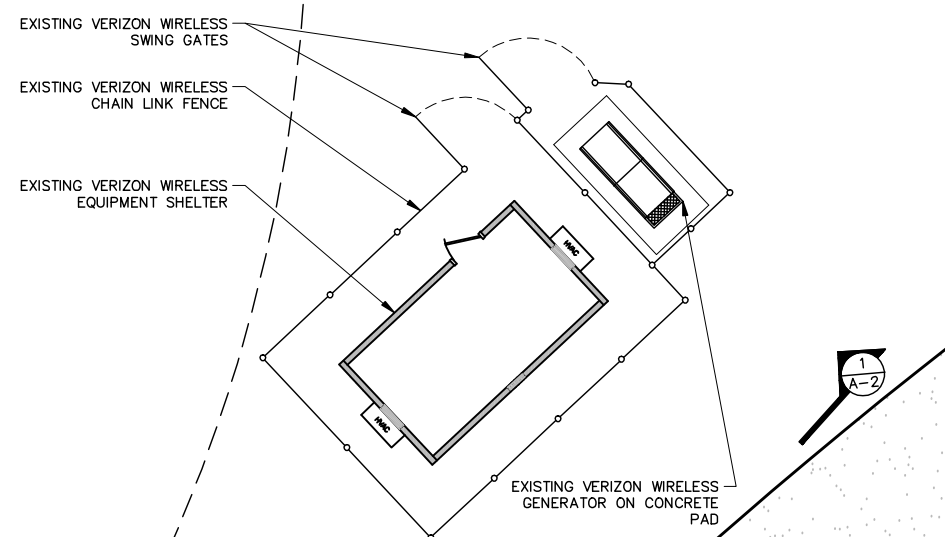 EXISTING VERIZON WIRELESS
SWING GATES
EXISTING VERIZON WIRELESS
CHAIN LINK FENCE
EXISTING VERIZON WIRELESS
EQUIPMENT SHELTER
HVAC
HVAC
1
A-2
EXISTING VERIZON WIRELESS
GENERATOR ON CONCRETE
PAD